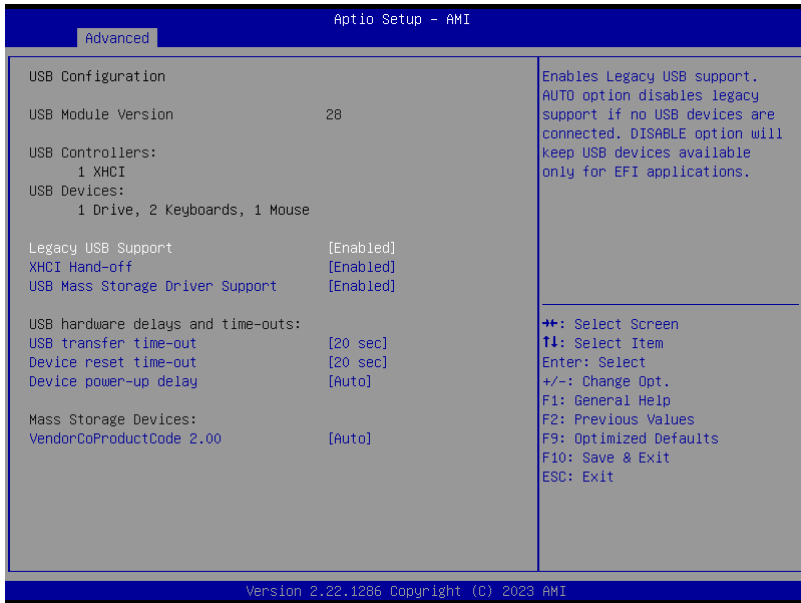 Aptio Setup - AMI
Advanced
USB Configuration
USB Module Version 28
USB Controllers:
1 XHCI
USB Devices:
1 Drive, 2 Keyboards, 1 Mouse
Legacy USB Support [Enabled]
XHCI Hand-off [Enabled]
USB Mass Storage Driver Support [Enabled]
USB hardware delays and time-outs:
USB transfer time-out [20 sec]
Device reset time-out [20 sec]
Device power-up delay [Auto]
Mass Storage Devices:
VendorCoProductCode 2.00 [Auto]
Enables Legacy USB support.
AUTO option disables legacy
support if no USB devices are
connected. DISABLE option will
keep USB devices available
only for EFI applications.
→←: Select Screen
↑↓: Select Item
Enter: Select
+/-: Change Opt.
F1: General Help
F2: Previous Values
F9: Optimized Defaults
F10: Save & Exit
ESC: Exit
Version 2.22.1286 Copyright (C) 2023 AMI